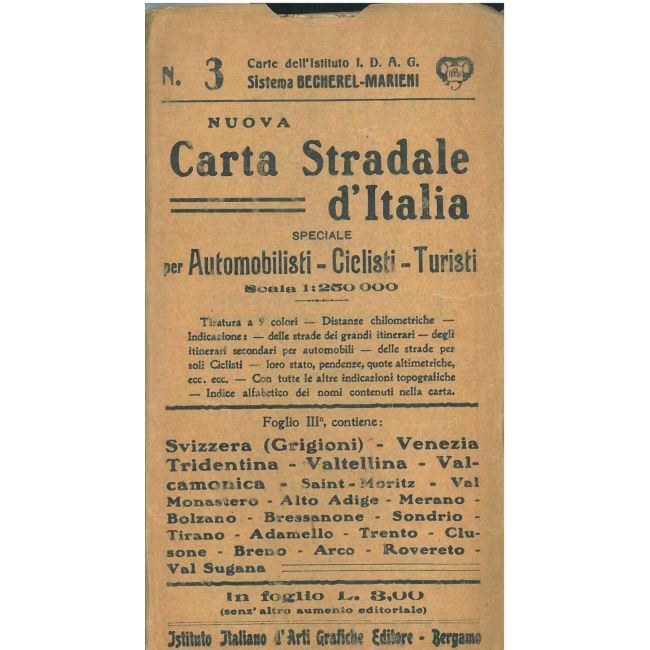 N. 3
Carte dell'Istituto I. D. A. G.
Sistema BECHEREL-MARIENI
NUOVA
Carta Stradale
d'Italia
SPECIALE
per Automobilisti - Ciclisti - Turisti
Scala 1:250 000
Tiratura a 9 colori — Distanze chilometriche —
Indicazione: — delle strade dei grandi itinerari — degli
itinerari secondari per automobili — delle strade per
soli Ciclisti — loro stato, pendenze, quote altimetriche,
ecc. ecc. — Con tutte le altre indicazioni topografiche
— Indice alfabetico dei nomi contenuti nella carta.
Foglio III°, contiene:
Svizzera (Grigioni) - Venezia
Tridentina - Valtellina - Val-
camonica - Saint-Moritz - Val
Monastero - Alto Adige - Merano -
Bolzano - Bressanone - Sondrio -
Tirano - Adamello - Trento - Clu-
sone - Breno - Arco - Rovereto -
Val Sugana
In foglio L. 8,00
(senz'altro aumento editoriale)
Istituto Italiano d'Arti Grafiche Editore - Bergamo